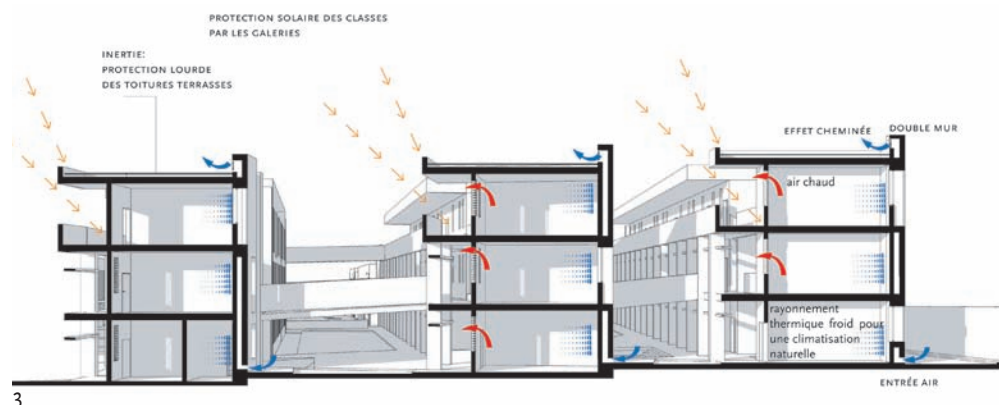 PROTECTION SOLAIRE DES CLASSES
PAR LES GALERIES
INERTIE:
PROTECTION LOURDE
DES TOITURES TERRASSES
EFFET CHEMINÉE
DOUBLE MUR
air chaud
rayonnement
thermique froid pour
une climatisation
naturelle
ENTRÉE AIR
3